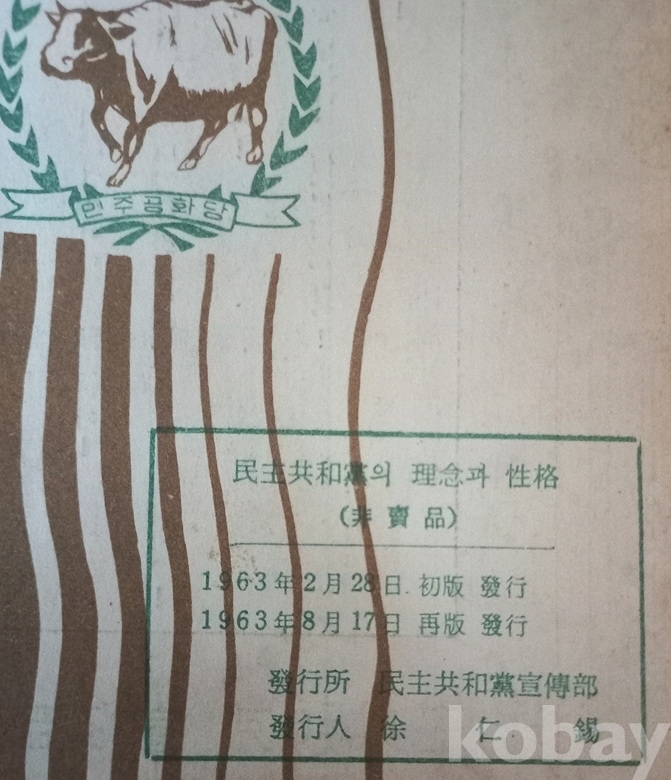 민주공화당
民主共和黨의 理念과 性格
(非賣品)
1963年2月28日. 初版 發行
1963年8月17日 再版 發行
發行所 民主共和黨宣傳部
發行人 徐 仁 錫
kobay